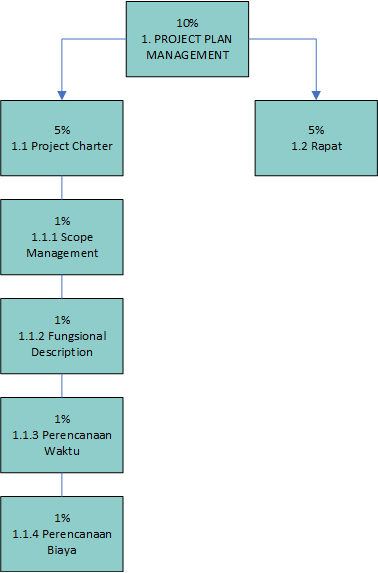 10%
1. PROJECT PLAN
MANAGEMENT
5%
1.1 Project Charter
5%
1.2 Rapat
1%
1.1.1 Scope
Management
1%
1.1.2 Fungsional
Description
1%
1.1.3 Perencanaan
Waktu
1%
1.1.4 Perencanaan
Biaya